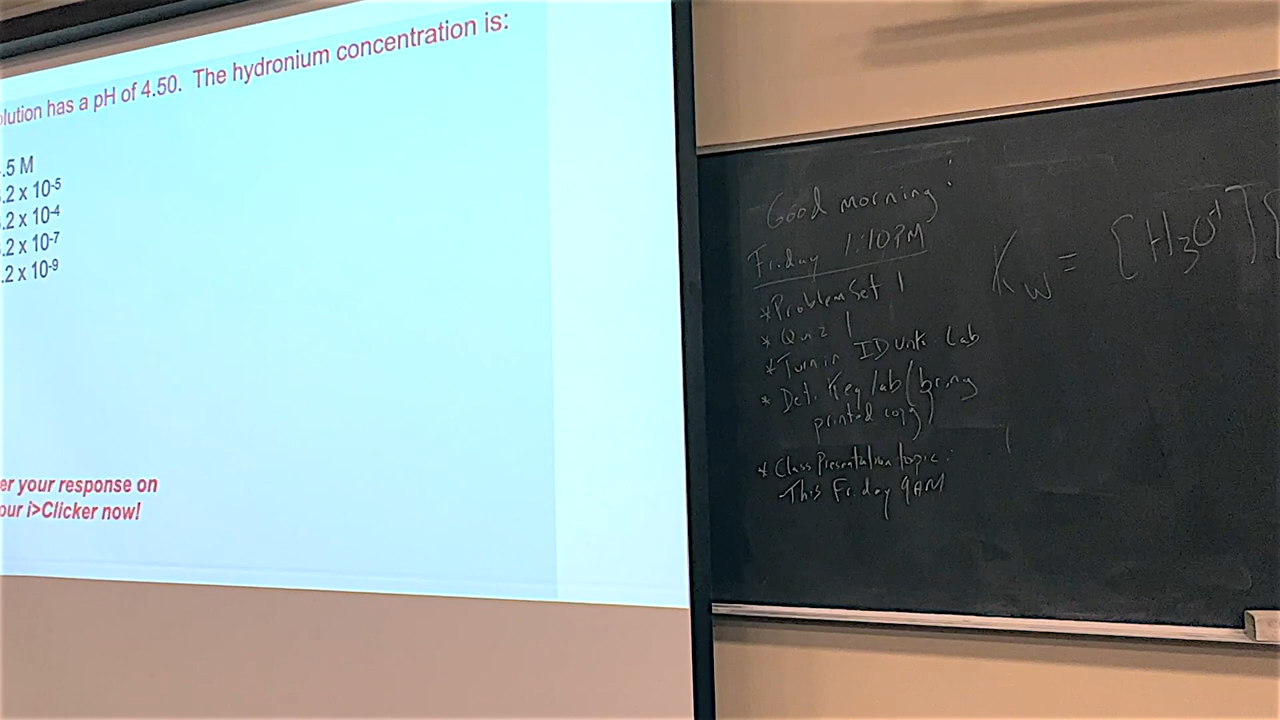 olution has a pH of 4.50. The hydronium concentration is:
.5 M
.2 x 10-5
.2 x 10-4
.2 x 10-7
.2 x 10-9
er your response on
our i>Clicker now!
Good morning!
Friday 1:10PM
*Problem Set 1
* Quiz 1
*Turn in ID Unk. Lab
* Det. Keq lab (bring
printed copy)
* Class Presentation topic:
This Friday 9AM
Kw = [H3O+][